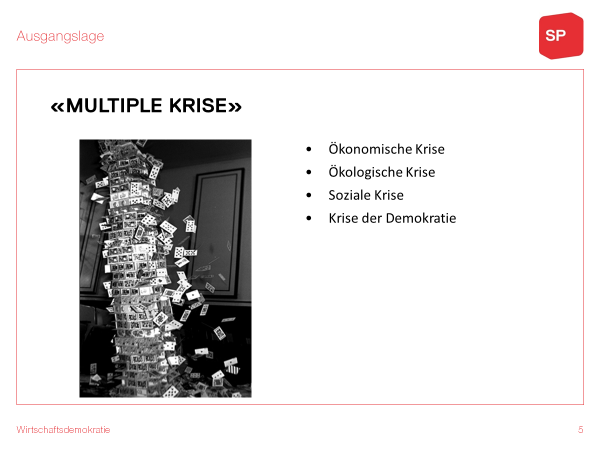 Ausgangslage
SP
«MULTIPLE KRISE»
• Ökonomische Krise
• Ökologische Krise
• Soziale Krise
• Krise der Demokratie
Wirtschaftsdemokratie
5